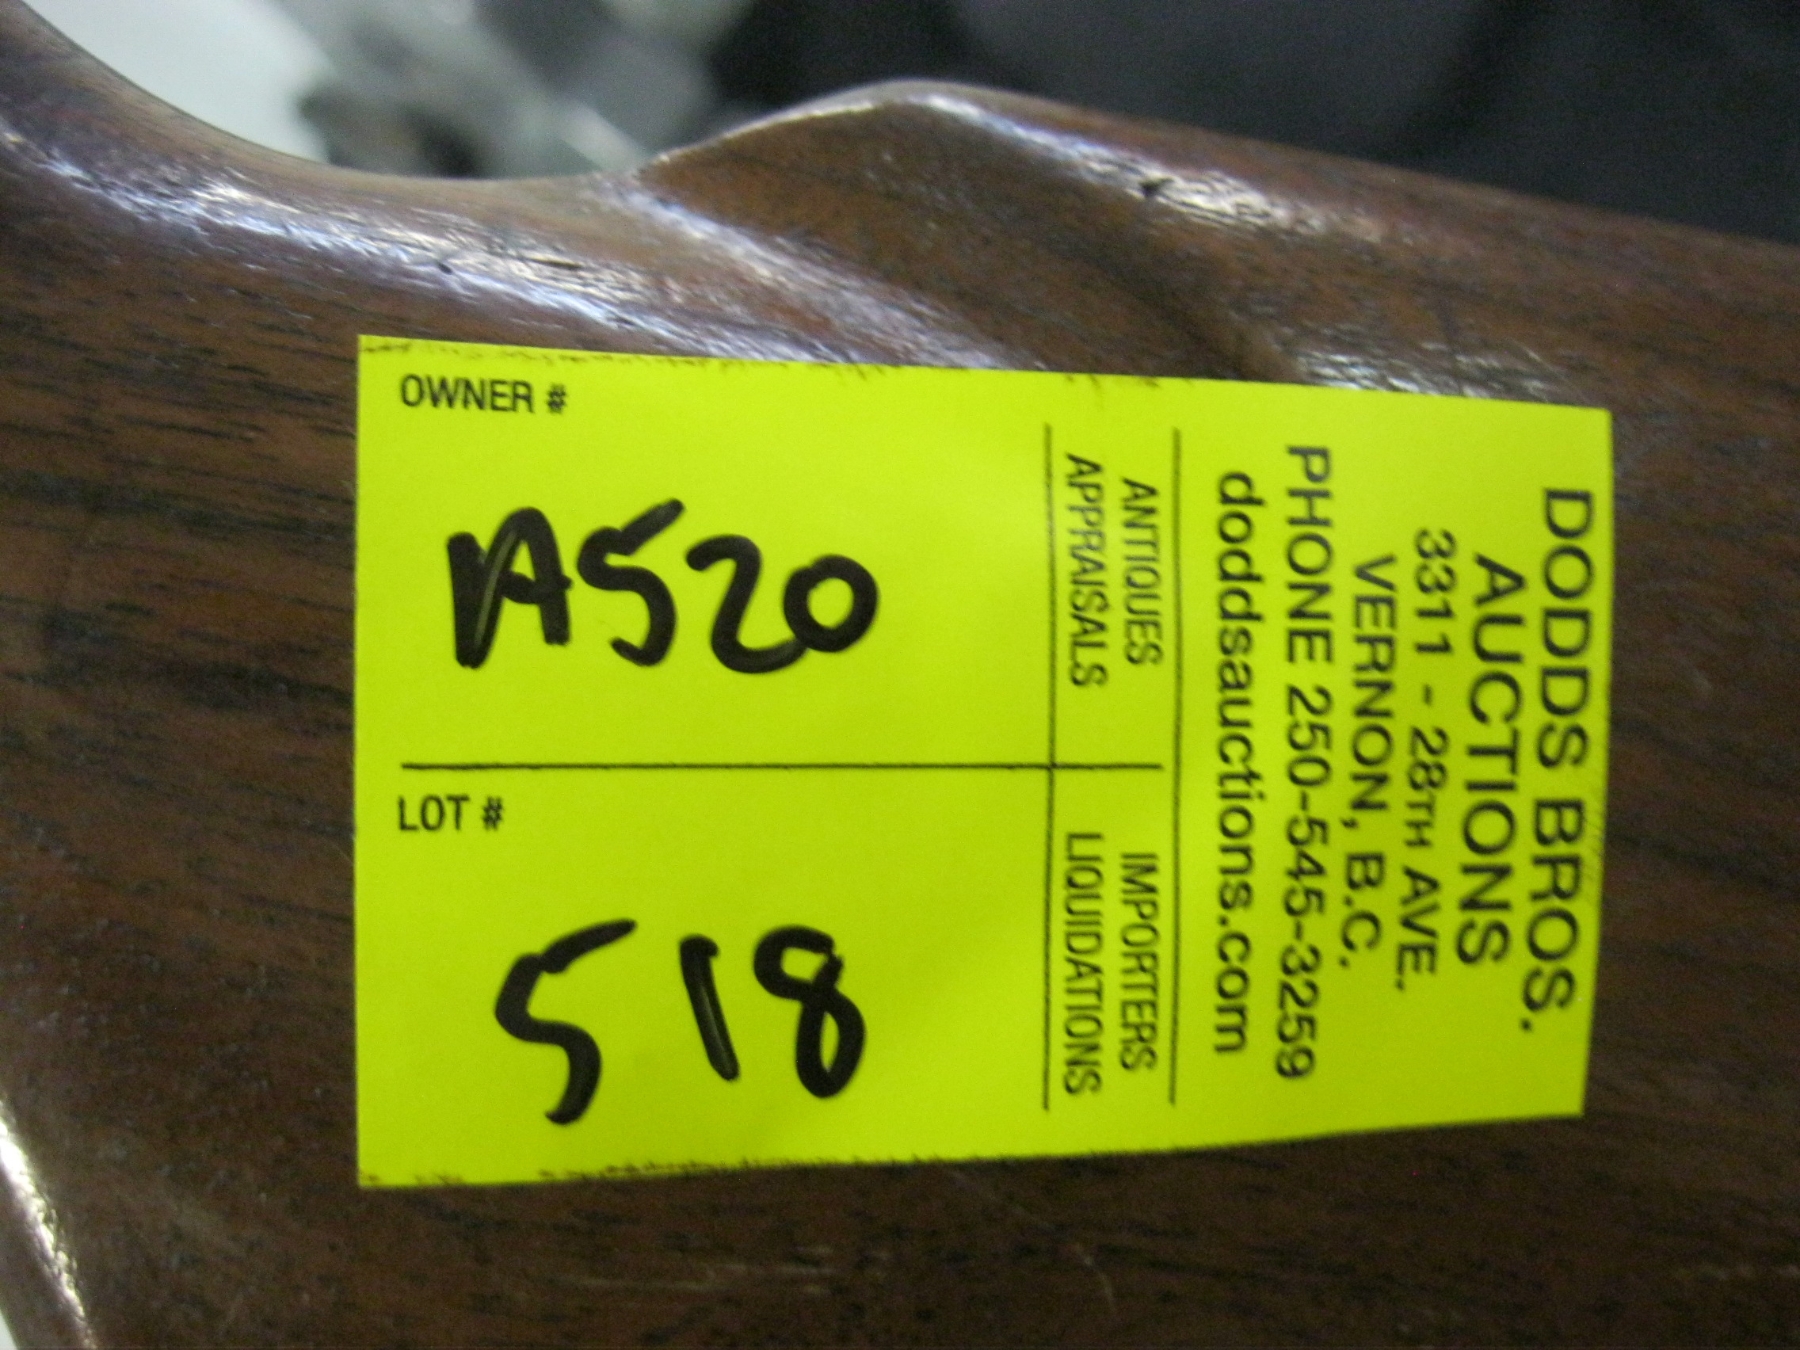 DODDS BROS.
AUCTIONS
3311 - 28TH AVE.
VERNON, B.C.
PHONE 250-545-3259
doddsauctions.com
ANTIQUES
APPRAISALS
IMPORTERS
LIQUIDATIONS
OWNER #
A520
LOT #
518